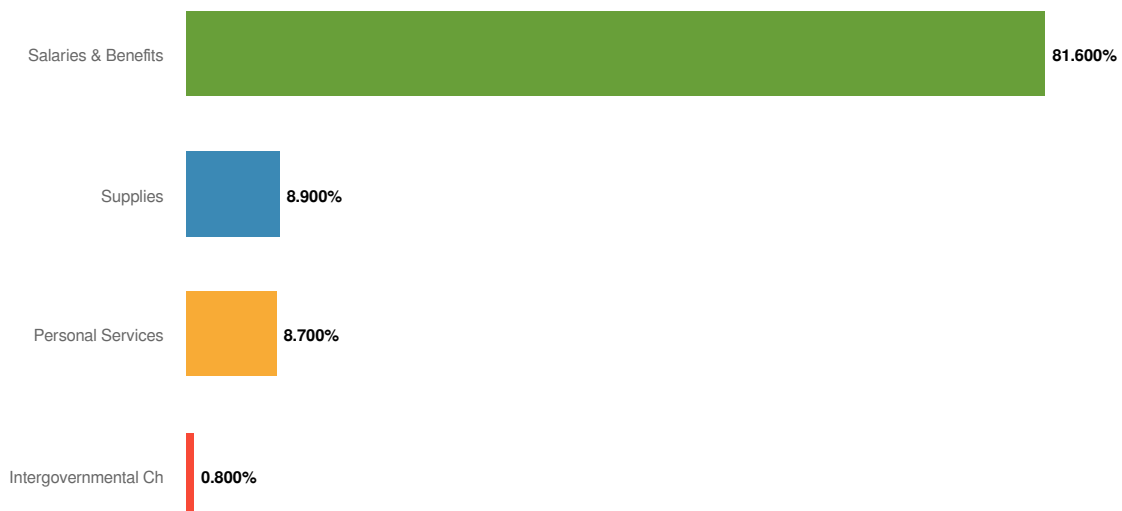 Salaries & Benefits 81.600%
Supplies 8.900%
Personal Services 8.700%
Intergovernmental Ch 0.800%